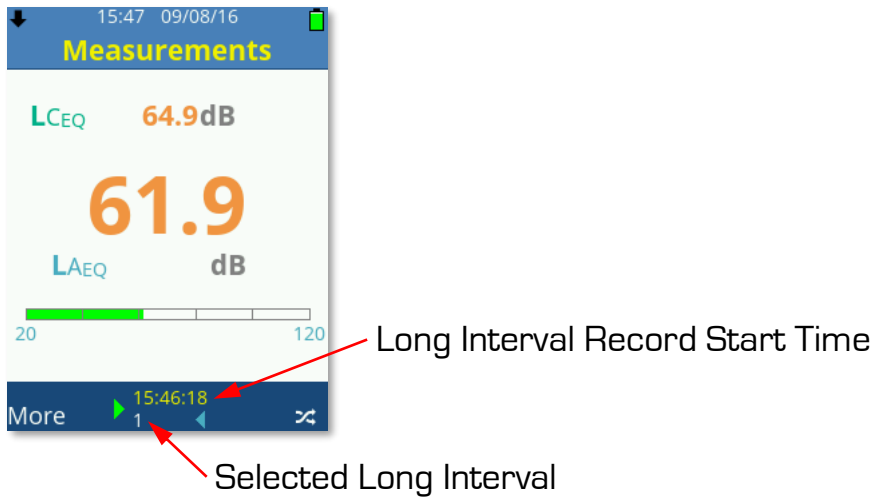 15:47 09/08/16
Measurements
LCEQ 64.9dB
61.9
LAEQ dB
20 120
Long Interval Record Start Time
15:46:18
More 1
Selected Long Interval